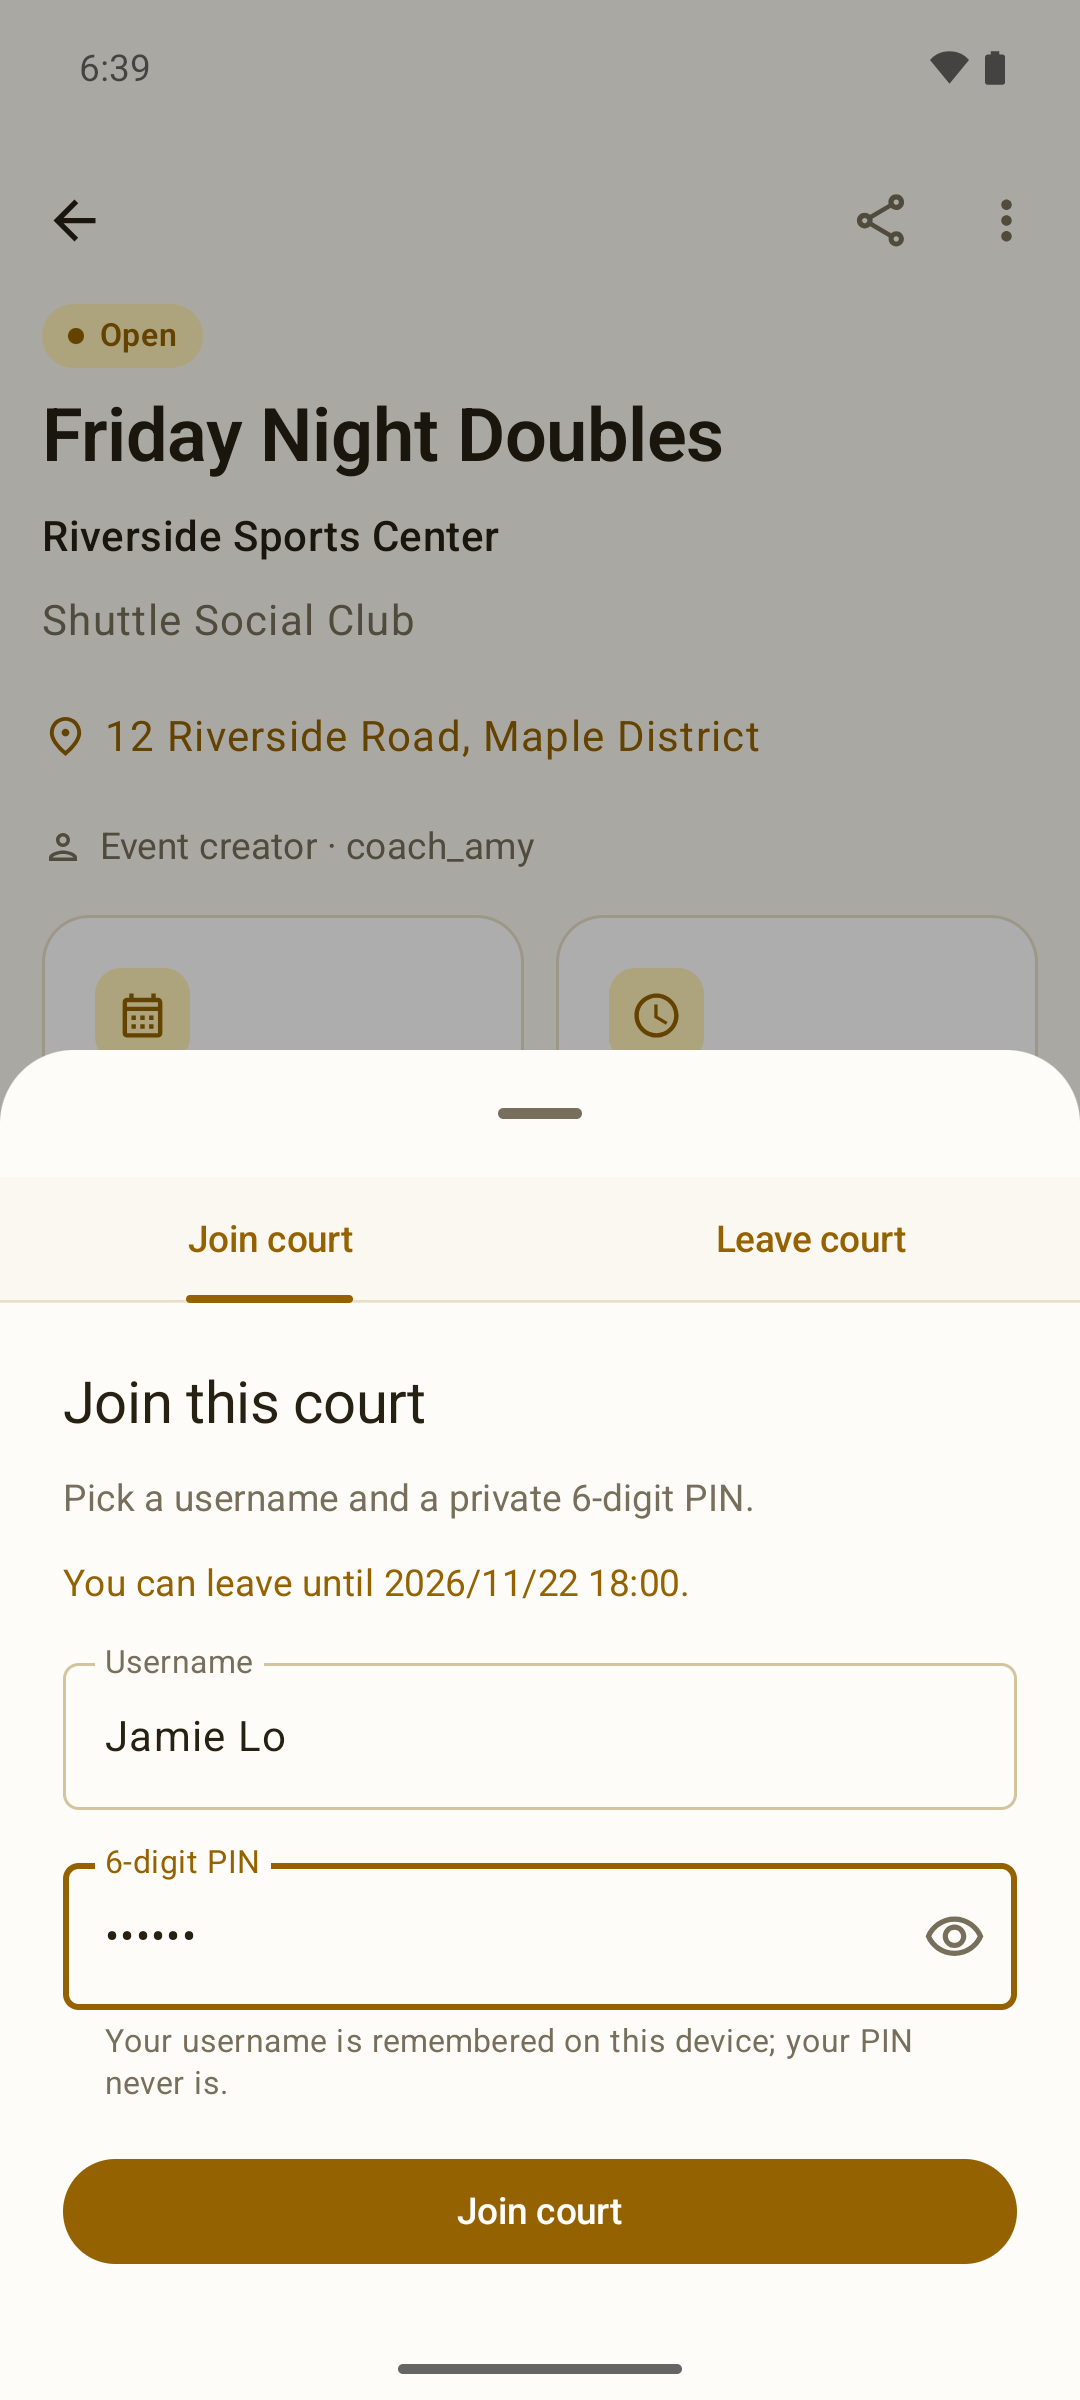 6:39
Open
Friday Night Doubles
Riverside Sports Center
Shuttle Social Club
12 Riverside Road, Maple District
Event creator · coach_amy
Join court
Leave court
Join this court
Pick a username and a private 6-digit PIN.
You can leave until 2026/11/22 18:00.
Username
Jamie Lo
6-digit PIN
••••••
Your username is remembered on this device; your PIN
never is.
Join court